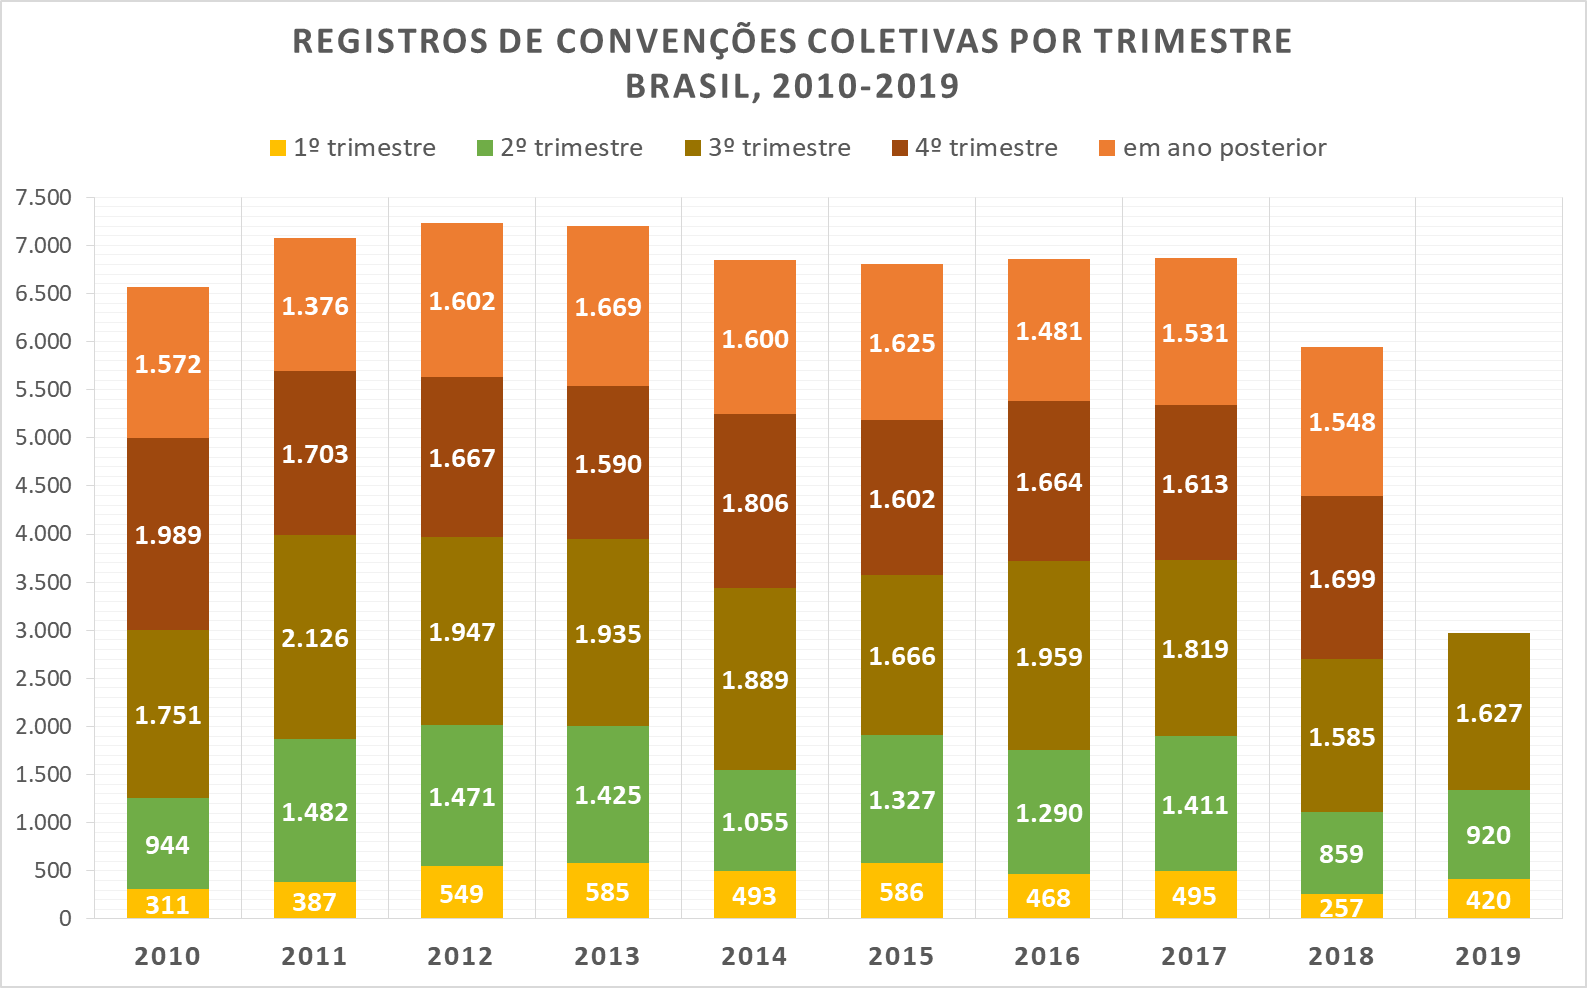 REGISTROS DE CONVENÇÕES COLETIVAS POR TRIMESTRE
BRASIL, 2010-2019
1º trimestre 2º trimestre 3º trimestre 4º trimestre em ano posterior
7.500
7.000
6.500
6.000
5.500
5.000
4.500
4.000
3.500
3.000
2.500
2.000
1.500
1.000
500
0
1.572 1.376 1.602 1.669 1.600 1.625 1.481 1.531 1.548
1.989 1.703 1.667 1.590 1.806 1.602 1.664 1.613 1.699
1.751 2.126 1.947 1.935 1.889 1.666 1.959 1.819 1.585 1.627
944 1.482 1.471 1.425 1.055 1.327 1.290 1.411 859 920
311 387 549 585 493 586 468 495 257 420
2010 2011 2012 2013 2014 2015 2016 2017 2018 2019